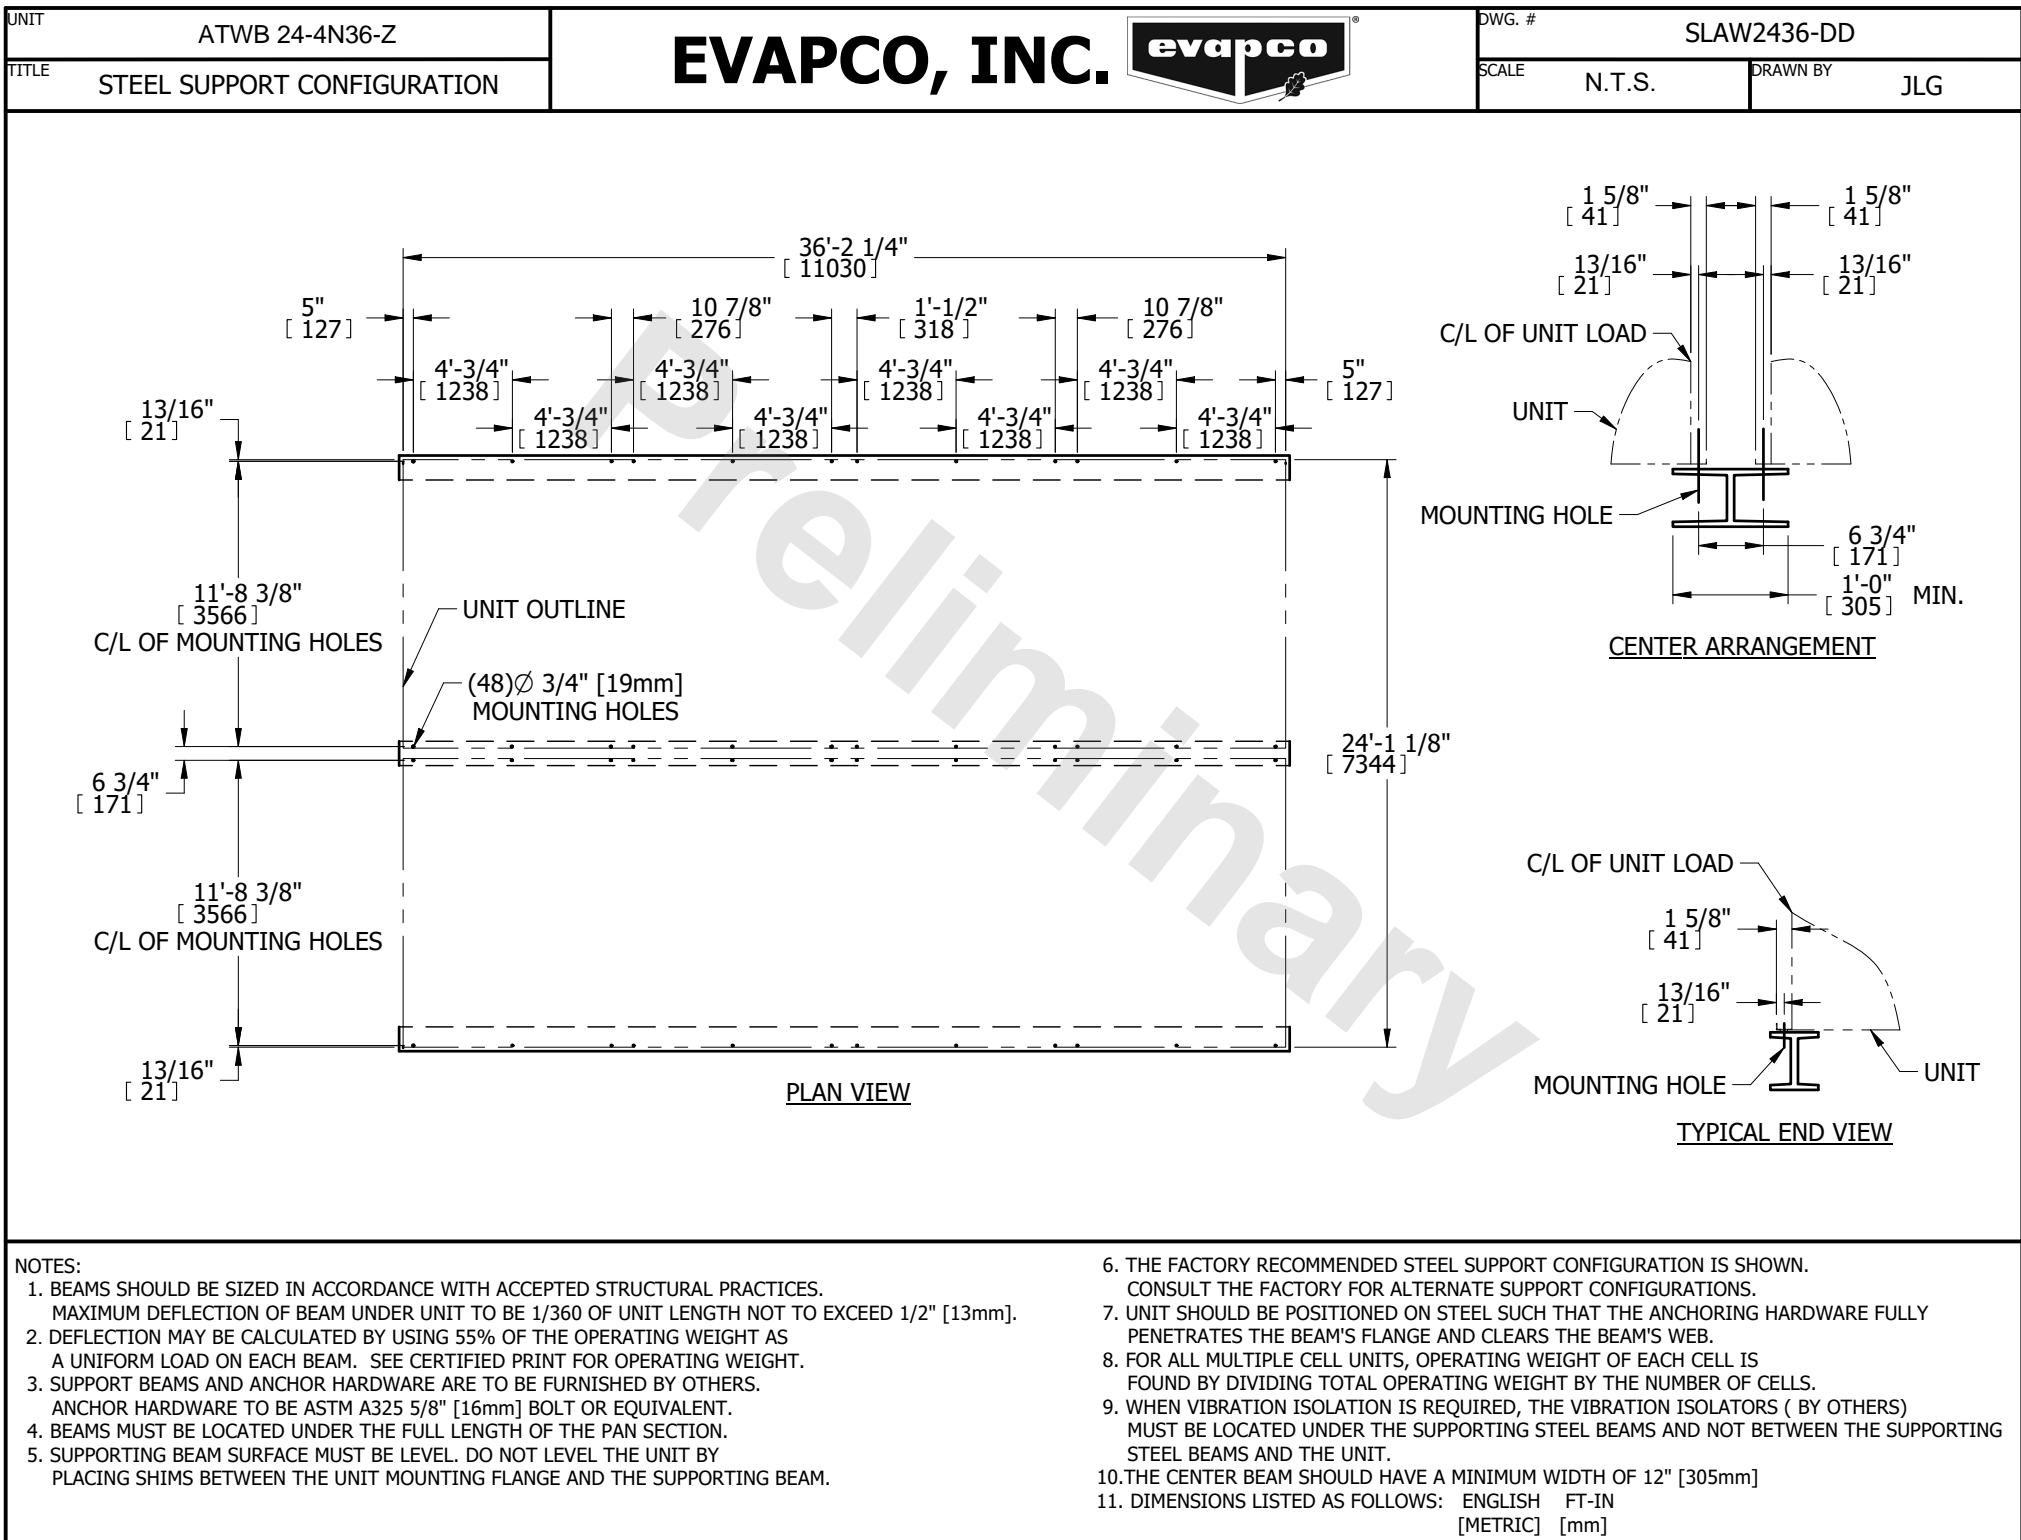 UNIT
ATWB 24-4N36-Z
TITLE
STEEL SUPPORT CONFIGURATION
EVAPCO, INC.
evapco
®
DWG. #
SLAW2436-DD
SCALE
N.T.S.
DRAWN BY
JLG
36'-2 1/4"
[ 11030 ]
5"
[ 127 ]
10 7/8"
[ 276 ]
1'-1/2"
[ 318 ]
10 7/8"
[ 276 ]
4'-3/4"
[ 1238 ]
4'-3/4"
[ 1238 ]
4'-3/4"
[ 1238 ]
4'-3/4"
[ 1238 ]
5"
[ 127 ]
4'-3/4"
[ 1238 ]
4'-3/4"
[ 1238 ]
4'-3/4"
[ 1238 ]
4'-3/4"
[ 1238 ]
13/16"
[ 21 ]
11'-8 3/8"
[ 3566 ]
C/L OF MOUNTING HOLES
UNIT OUTLINE
(48)∅ 3/4" [19mm]
MOUNTING HOLES
6 3/4"
[ 171 ]
24'-1 1/8"
[ 7344 ]
11'-8 3/8"
[ 3566 ]
C/L OF MOUNTING HOLES
13/16"
[ 21 ]
PLAN VIEW
Preliminary
1 5/8"
[ 41 ]
1 5/8"
[ 41 ]
13/16"
[ 21 ]
13/16"
[ 21 ]
C/L OF UNIT LOAD
UNIT
MOUNTING HOLE
6 3/4"
[ 171 ]
1'-0"
[ 305 ] MIN.
CENTER ARRANGEMENT
C/L OF UNIT LOAD
1 5/8"
[ 41 ]
13/16"
[ 21 ]
MOUNTING HOLE
UNIT
TYPICAL END VIEW
NOTES:
1. BEAMS SHOULD BE SIZED IN ACCORDANCE WITH ACCEPTED STRUCTURAL PRACTICES.
MAXIMUM DEFLECTION OF BEAM UNDER UNIT TO BE 1/360 OF UNIT LENGTH NOT TO EXCEED 1/2" [13mm].
2. DEFLECTION MAY BE CALCULATED BY USING 55% OF THE OPERATING WEIGHT AS
A UNIFORM LOAD ON EACH BEAM. SEE CERTIFIED PRINT FOR OPERATING WEIGHT.
3. SUPPORT BEAMS AND ANCHOR HARDWARE ARE TO BE FURNISHED BY OTHERS.
ANCHOR HARDWARE TO BE ASTM A325 5/8" [16mm] BOLT OR EQUIVALENT.
4. BEAMS MUST BE LOCATED UNDER THE FULL LENGTH OF THE PAN SECTION.
5. SUPPORTING BEAM SURFACE MUST BE LEVEL. DO NOT LEVEL THE UNIT BY
PLACING SHIMS BETWEEN THE UNIT MOUNTING FLANGE AND THE SUPPORTING BEAM.
6. THE FACTORY RECOMMENDED STEEL SUPPORT CONFIGURATION IS SHOWN.
CONSULT THE FACTORY FOR ALTERNATE SUPPORT CONFIGURATIONS.
7. UNIT SHOULD BE POSITIONED ON STEEL SUCH THAT THE ANCHORING HARDWARE FULLY
PENETRATES THE BEAM'S FLANGE AND CLEARS THE BEAM'S WEB.
8. FOR ALL MULTIPLE CELL UNITS, OPERATING WEIGHT OF EACH CELL IS
FOUND BY DIVIDING TOTAL OPERATING WEIGHT BY THE NUMBER OF CELLS.
9. WHEN VIBRATION ISOLATION IS REQUIRED, THE VIBRATION ISOLATORS ( BY OTHERS)
MUST BE LOCATED UNDER THE SUPPORTING STEEL BEAMS AND NOT BETWEEN THE SUPPORTING
STEEL BEAMS AND THE UNIT.
10.THE CENTER BEAM SHOULD HAVE A MINIMUM WIDTH OF 12" [305mm]
11. DIMENSIONS LISTED AS FOLLOWS: ENGLISH FT-IN
[METRIC] [mm]